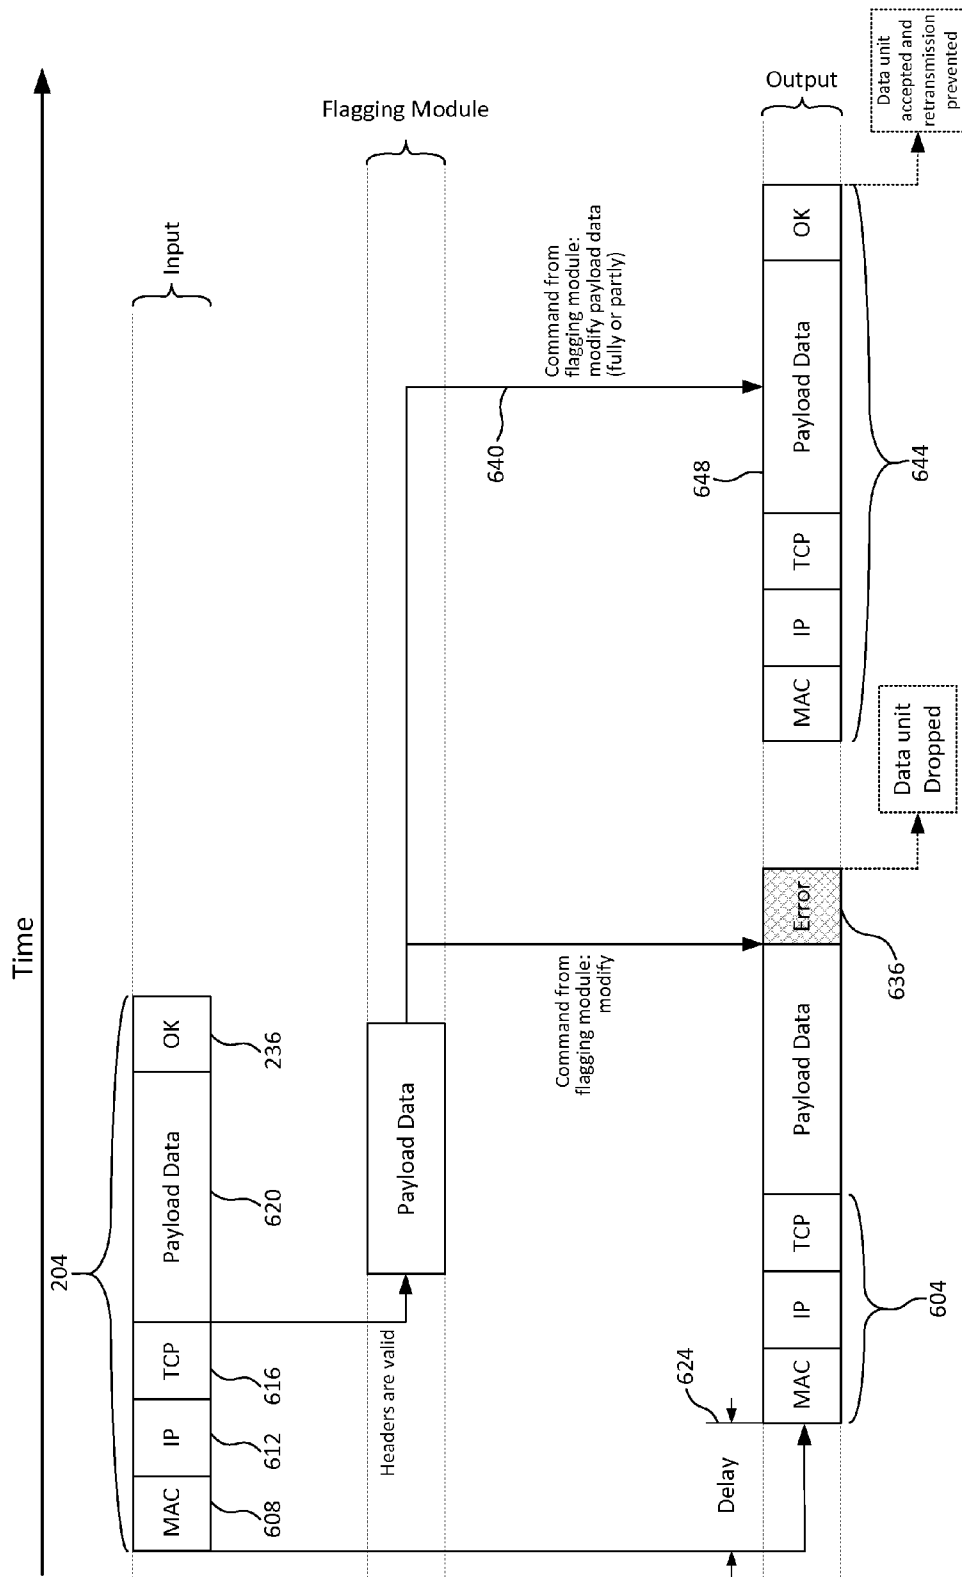 Time
204
MAC
IP
TCP
Payload Data
OK
Input
608
612
616
620
236
Headers are valid
Payload Data
Flagging Module
Command from
flagging module:
modify
640
Command from
flagging module:
modify payload data
(fully or partly)
Delay
624
MAC
IP
TCP
Payload Data
Error
604
636
Data unit
Dropped
648
MAC
IP
TCP
Payload Data
OK
Output
644
Data unit
accepted and
retransmission
prevented